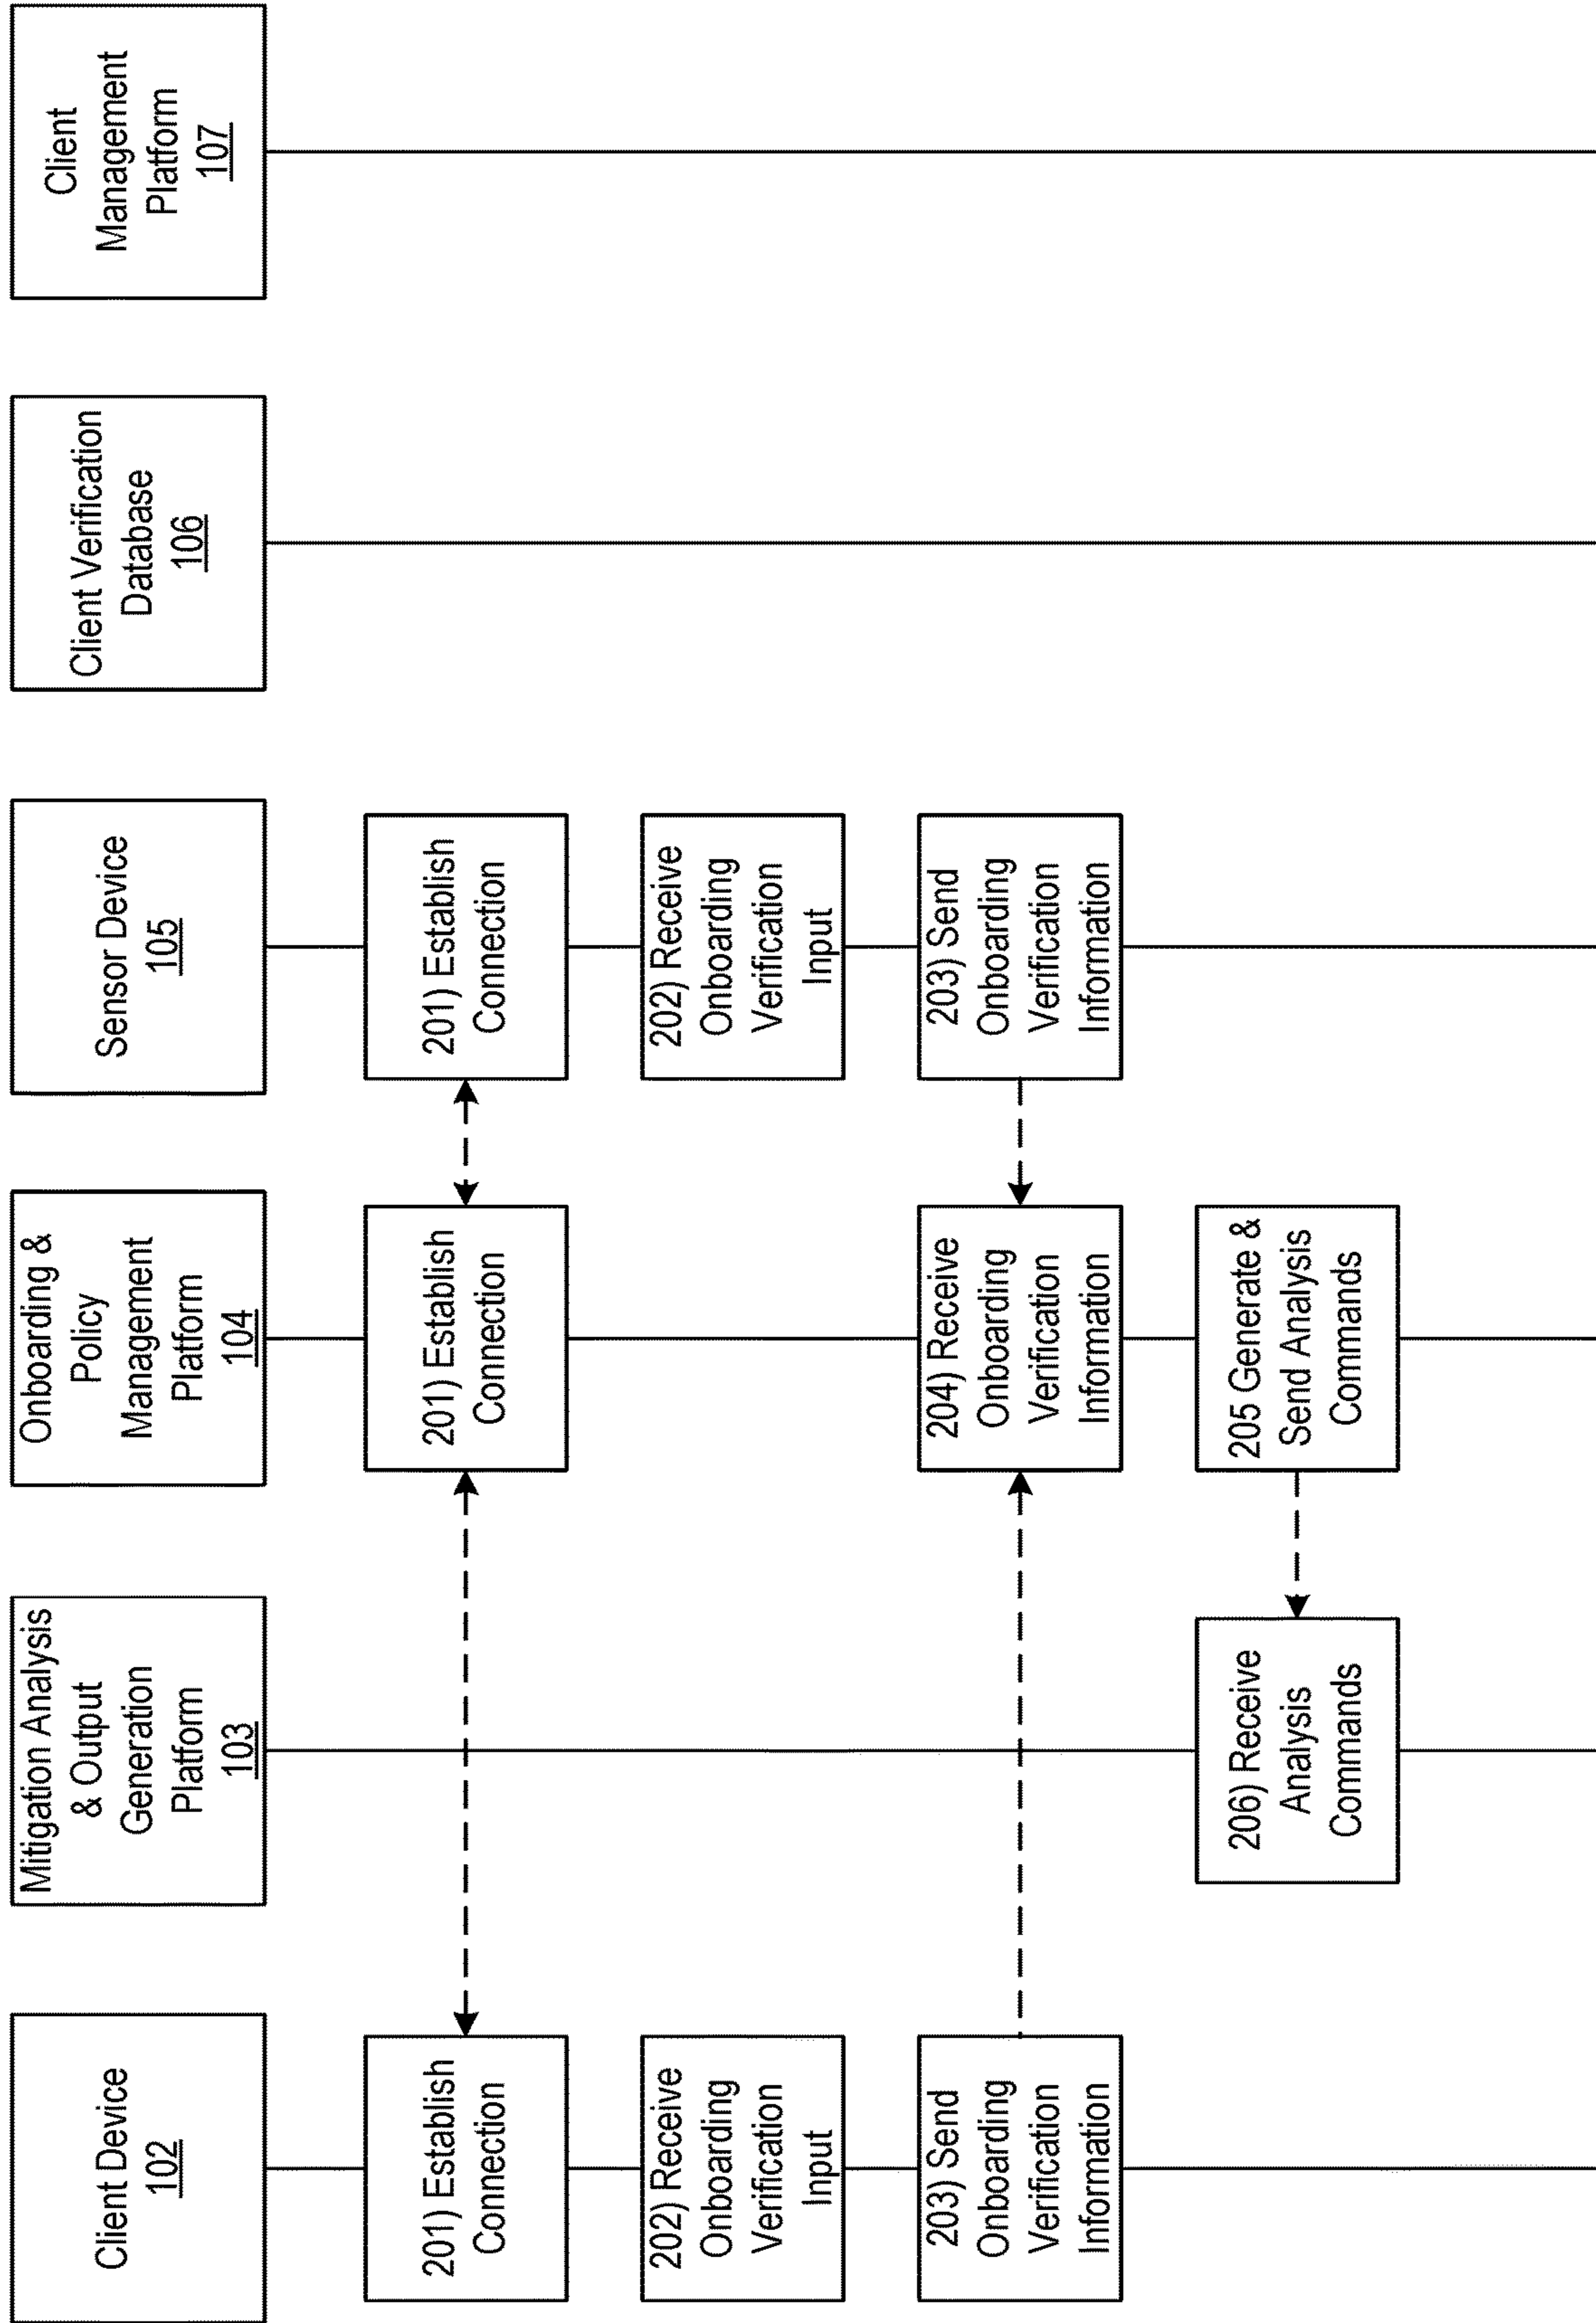 Client Device
102
Mitigation Analysis
& Output
Generation
Platform
103
Onboarding &
Policy
Management
Platform
104
Sensor Device
105
Client Verification
Database
106
Client
Management
Platform
107
201) Establish
Connection
201) Establish
Connection
201) Establish
Connection
202) Receive
Onboarding
Verification
Input
202) Receive
Onboarding
Verification
Input
203) Send
Onboarding
Verification
Information
204) Receive
Onboarding
Verification
Information
203) Send
Onboarding
Verification
Information
206) Receive
Analysis
Commands
205 Generate &
Send Analysis
Commands